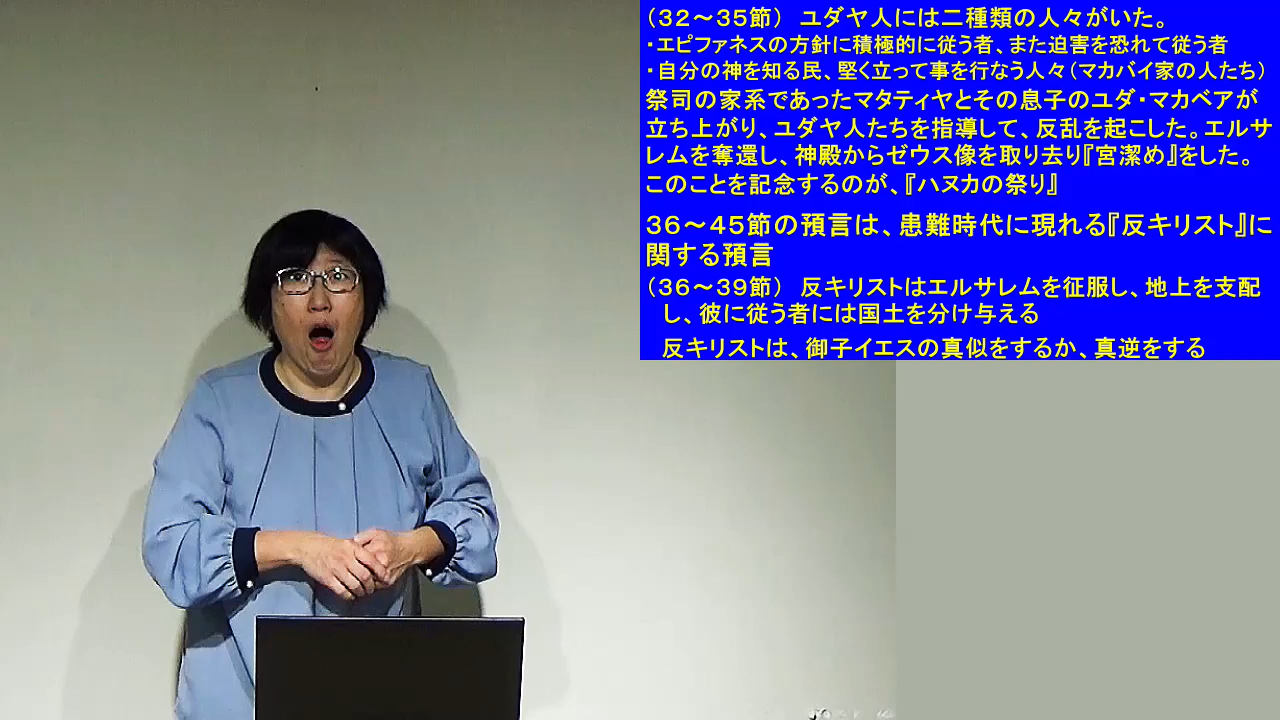 （３２～３５節）　ユダヤ人には二種類の人々がいた。
・エピファネスの方針に積極的に従う者、また迫害を恐れて従う者
・自分の神を知る民、堅く立って事を行なう人々（マカバイ家の人たち）
祭司の家系であったマタティヤとその息子のユダ・マカベアが
立ち上がり、ユダヤ人たちを指導して、反乱を起こした。エルサ
レムを奪還し、神殿からゼウス像を取り去り『宮潔め』をした。
このことを記念するのが、『ハヌカの祭り』
３６～４５節の預言は、患難時代に現れる『反キリスト』に
関する預言
（３６～３９節）　反キリストはエルサレムを征服し、地上を支配
し、彼に従う者には国土を分け与える
反キリストは、御子イエスの真似をするか、真逆をする